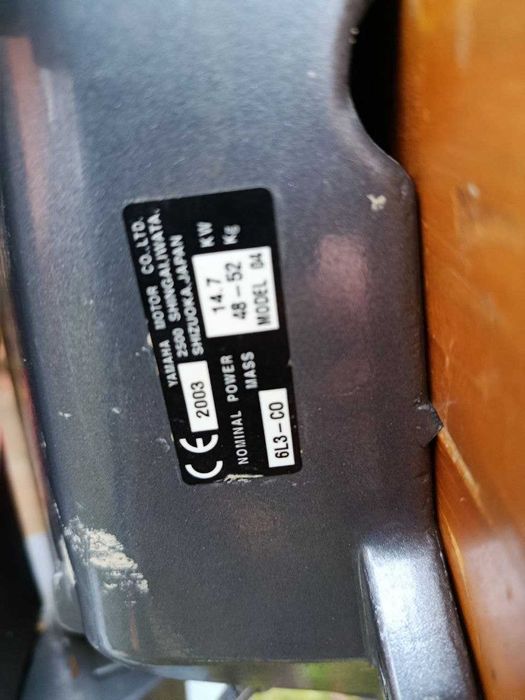 YAMAHA MOTOR CO.,LTD.
2500 SHINGAI,IWATA,
SHIZUOKA,JAPAN
CE 2003
NOMINAL POWER 14.7 KW
MASS 48-52 Kg
MODEL 04
6L3-CO